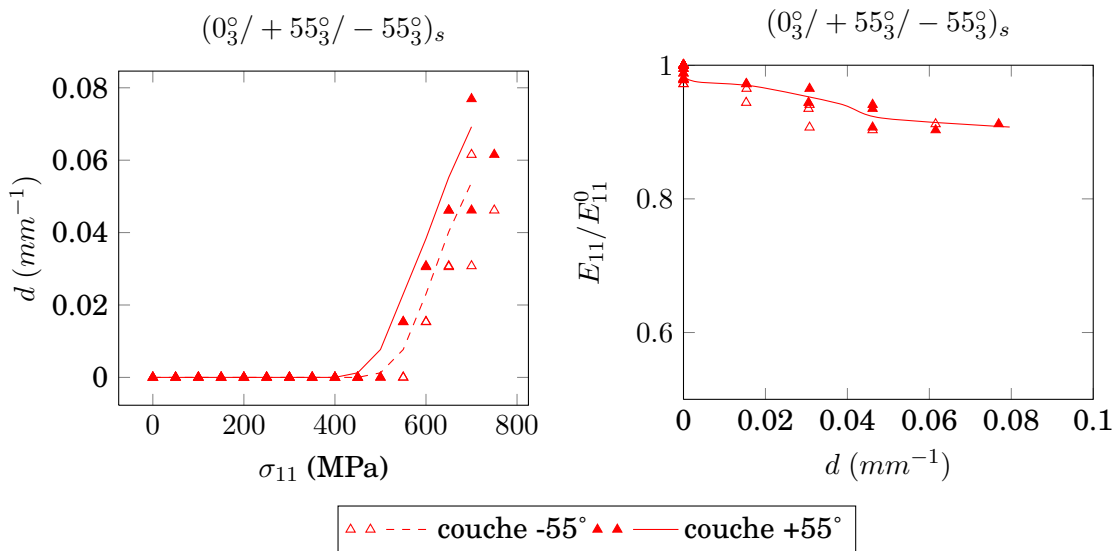 (0°₃/ + 55°₃/ − 55°₃)ₛ
0.08
0.06
0.04
0.02
0
d (mm⁻¹)
0
200
400
600
800
σ₁₁ (MPa)
(0°₃/ + 55°₃/ − 55°₃)ₛ
1
0.8
0.6
E₁₁/E⁰₁₁
0
0.02
0.04
0.06
0.08
0.1
d (mm⁻¹)
couche -55° couche +55°